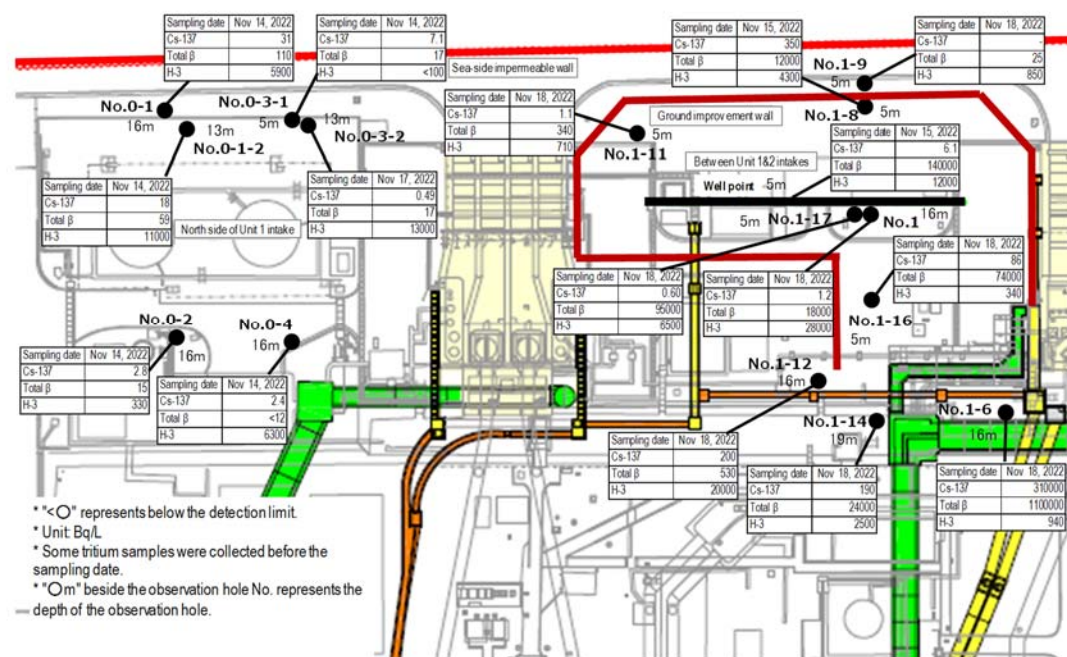 Sampling date Nov 14, 2022
Cs-137 31
Total β 110
H-3 5900
Sampling date Nov 14, 2022
Cs-137 7.1
Total β 17
H-3 <100
Sampling date Nov 15, 2022
Cs-137 350
Total β 12000
H-3 4300
Sampling date Nov 18, 2022
Cs-137 -
Total β 25
H-3 850
Sea-side impermeable wall
No.1-9
5m
No.0-1
16m
No.0-3-1
5m
13m
No.0-3-2
13m
No.0-1-2
Sampling date Nov 18, 2022
Cs-137 1.1
Total β 340
H-3 710
5m
No.1-11
Ground improvement wall
5m
No.1-8
Sampling date Nov 15, 2022
Cs-137 6.1
Total β 140000
H-3 12000
Between Unit 1&2 intakes
Well point 5m
Sampling date Nov 14, 2022
Cs-137 18
Total β 59
H-3 11000
North side of Unit 1 intake
Sampling date Nov 17, 2022
Cs-137 0.49
Total β 17
H-3 13000
5m No.1-17
No.1 16m
Sampling date Nov 18, 2022
Cs-137 86
Total β 74000
H-3 340
Sampling date Nov 18, 2022
Cs-137 0.60
Total β 95000
H-3 6500
Sampling date Nov 18, 2022
Cs-137 1.2
Total β 18000
H-3 28000
No.1-16
5m
No.0-2
16m
No.0-4
16m
Sampling date Nov 14, 2022
Cs-137 2.8
Total β 15
H-3 330
Sampling date Nov 14, 2022
Cs-137 2.4
Total β <12
H-3 6300
No.1-12
16m
No.1-14
19m
No.1-6
16m
Sampling date Nov 18, 2022
Cs-137 200
Total β 530
H-3 20000
Sampling date Nov 18, 2022
Cs-137 190
Total β 24000
H-3 2500
Sampling date Nov 18, 2022
Cs-137 310000
Total β 1100000
H-3 940
* "<○" represents below the detection limit.
* Unit: Bq/L
* Some tritium samples were collected before the
sampling date.
* "○m" beside the observation hole No. represents the
depth of the observation hole.